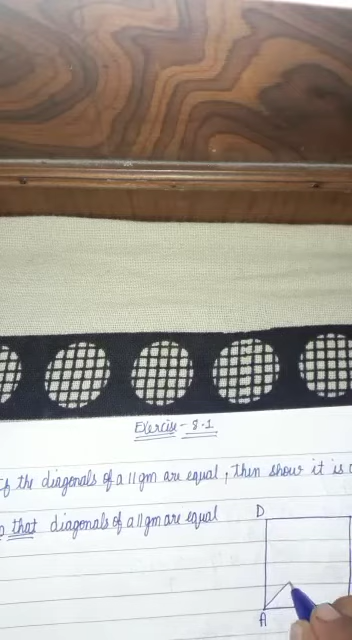 Exercise - 8.1
If the diagonals of a ||gm are equal, then show it is
that diagonals of a ||gm are equal
D
A